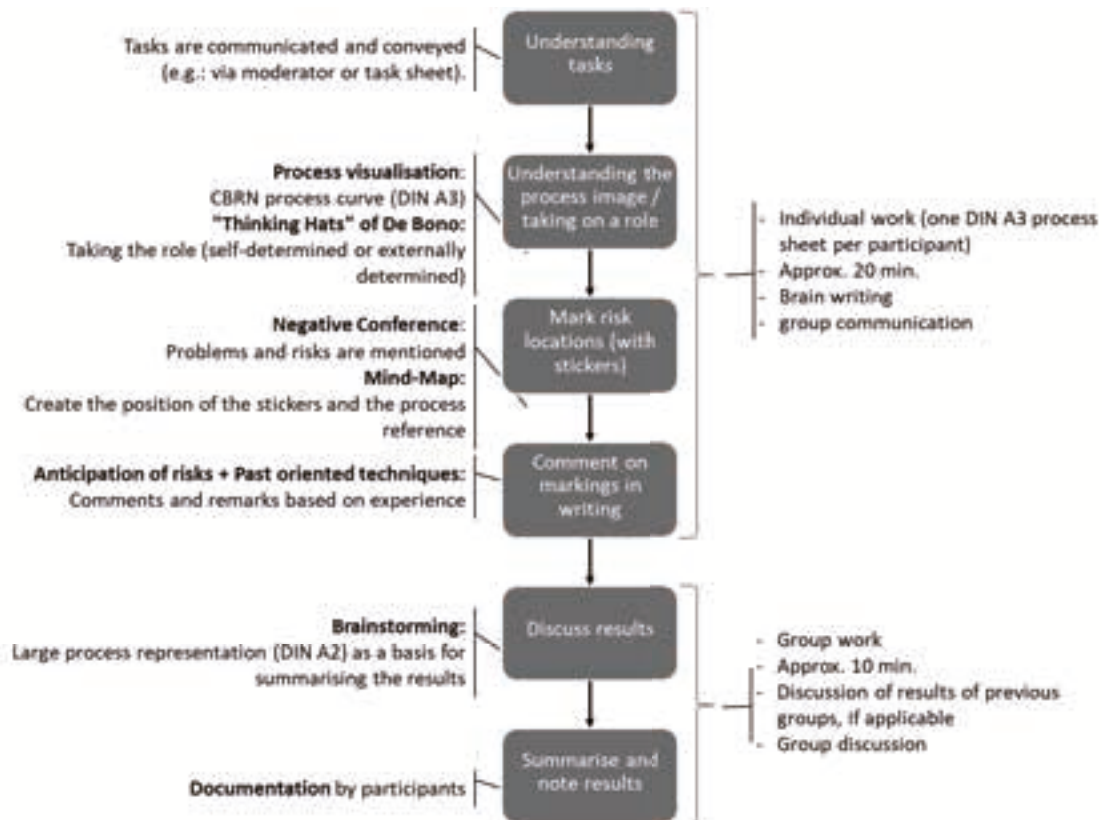 Tasks are communicated and conveyed
(e.g.: via moderator or task sheet).
Understanding
tasks
Process visualisation:
CBRN process curve (DIN A3)
"Thinking Hats" of De Bono:
Taking the role (self-determined or externally
determined)
Understanding the
process image /
taking on a role
Negative Conference:
Problems and risks are mentioned
Mind-Map:
Create the position of the stickers and the process
reference
Mark risk
locations (with
stickers)
Anticipation of risks + Past oriented techniques:
Comments and remarks based on experience
Comment on
markings in
writing
- Individual work (one DIN A3 process
sheet per participant)
- Approx. 20 min.
- Brain writing
- group communication
Brainstorming:
Large process representation (DIN A2) as a basis for
summarising the results
Discuss results
Documentation by participants
Summarise and
note results
- Group work
- Approx. 10 min.
- Discussion of results of previous
groups, if applicable
- Group discussion